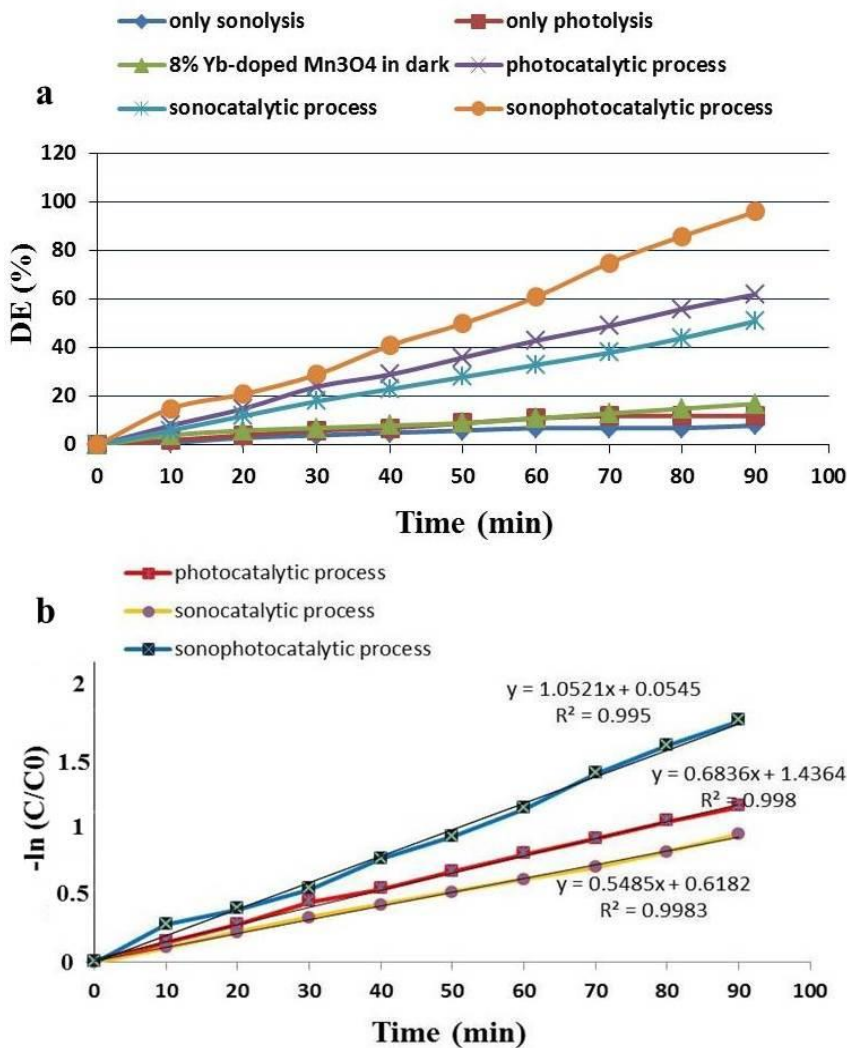 only sonolysis only photolysis
8% Yb-doped Mn3O4 in dark photocatalytic process
sonocatalytic process sonophotocatalytic process
a
120
100
80
60
40
20
0
DE (%)
0 10 20 30 40 50 60 70 80 90 100
Time (min)
photocatalytic process
sonocatalytic process
sonophotocatalytic process
b
2
1.5
1
0.5
0
-ln (C/C0)
y = 1.0521x + 0.0545
R² = 0.995
y = 0.6836x + 1.4364
R² = 0.998
y = 0.5485x + 0.6182
R² = 0.9983
0 10 20 30 40 50 60 70 80 90 100
Time (min)